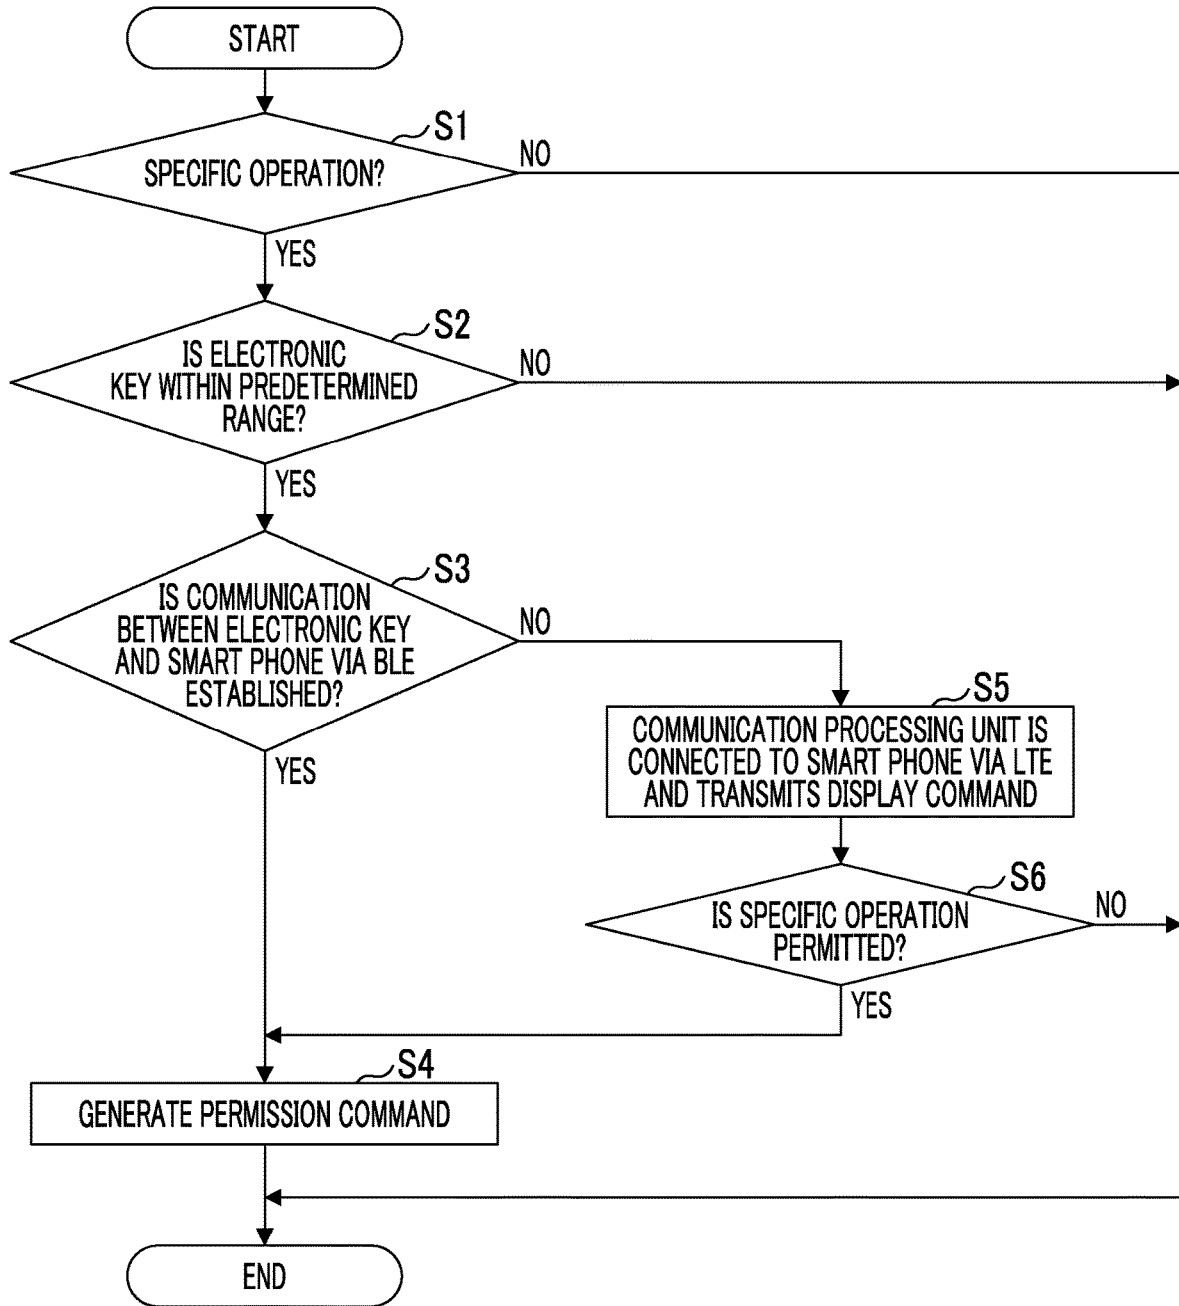 START
S1
SPECIFIC OPERATION?
NO
YES
S2
IS ELECTRONIC
KEY WITHIN PREDETERMINED
RANGE?
NO
YES
S3
IS COMMUNICATION
BETWEEN ELECTRONIC KEY
AND SMART PHONE VIA BLE
ESTABLISHED?
NO
YES
S5
COMMUNICATION PROCESSING UNIT IS
CONNECTED TO SMART PHONE VIA LTE
AND TRANSMITS DISPLAY COMMAND
S6
IS SPECIFIC OPERATION
PERMITTED?
NO
YES
S4
GENERATE PERMISSION COMMAND
END